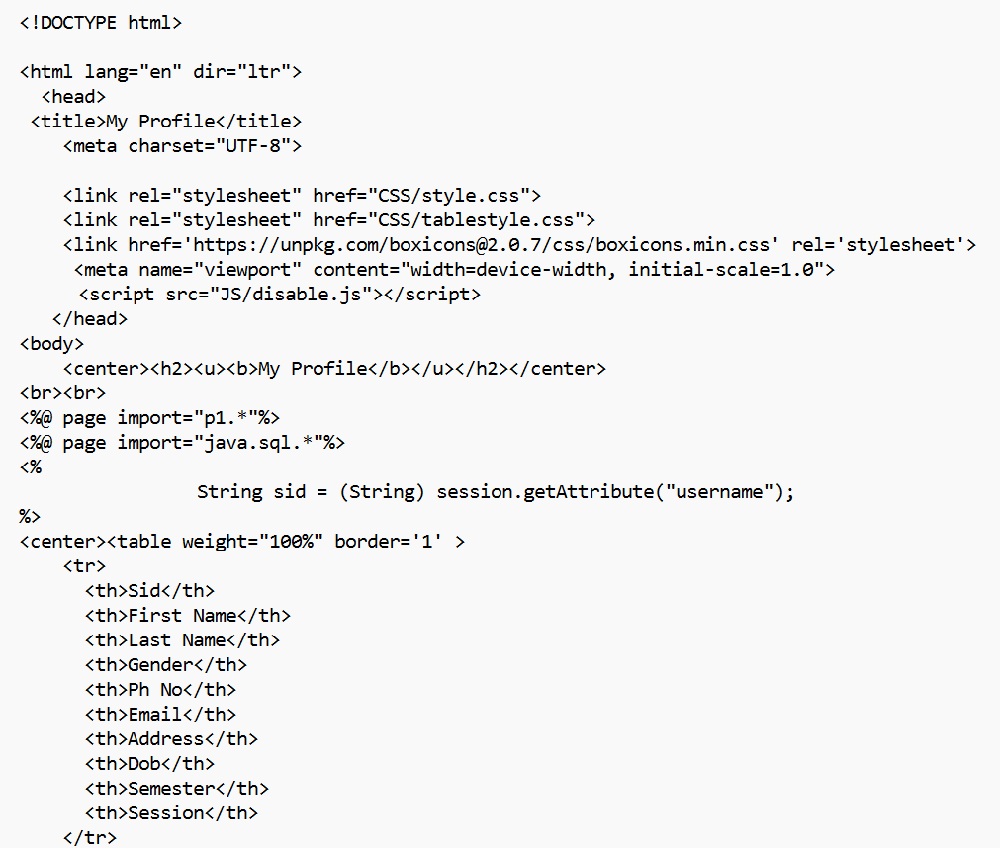 <!DOCTYPE html>
<html lang="en" dir="ltr">
<head>
<title>My Profile</title>
<meta charset="UTF-8">
<link rel="stylesheet" href="CSS/style.css">
<link rel="stylesheet" href="CSS/tablestyle.css">
<link href='https://unpkg.com/boxicons@2.0.7/css/boxicons.min.css' rel='stylesheet'>
<meta name="viewport" content="width=device-width, initial-scale=1.0">
<script src="JS/disable.js"></script>
</head>
<body>
<center><h2><u><b>My Profile</b></u></h2></center>
<br><br>
<%@ page import="p1.*"%>
<%@ page import="java.sql.*"%>
<%
String sid = (String) session.getAttribute("username");
%>
<center><table weight="100%" border='1' >
<tr>
<th>Sid</th>
<th>First Name</th>
<th>Last Name</th>
<th>Gender</th>
<th>Ph No</th>
<th>Email</th>
<th>Address</th>
<th>Dob</th>
<th>Semester</th>
<th>Session</th>
</tr>